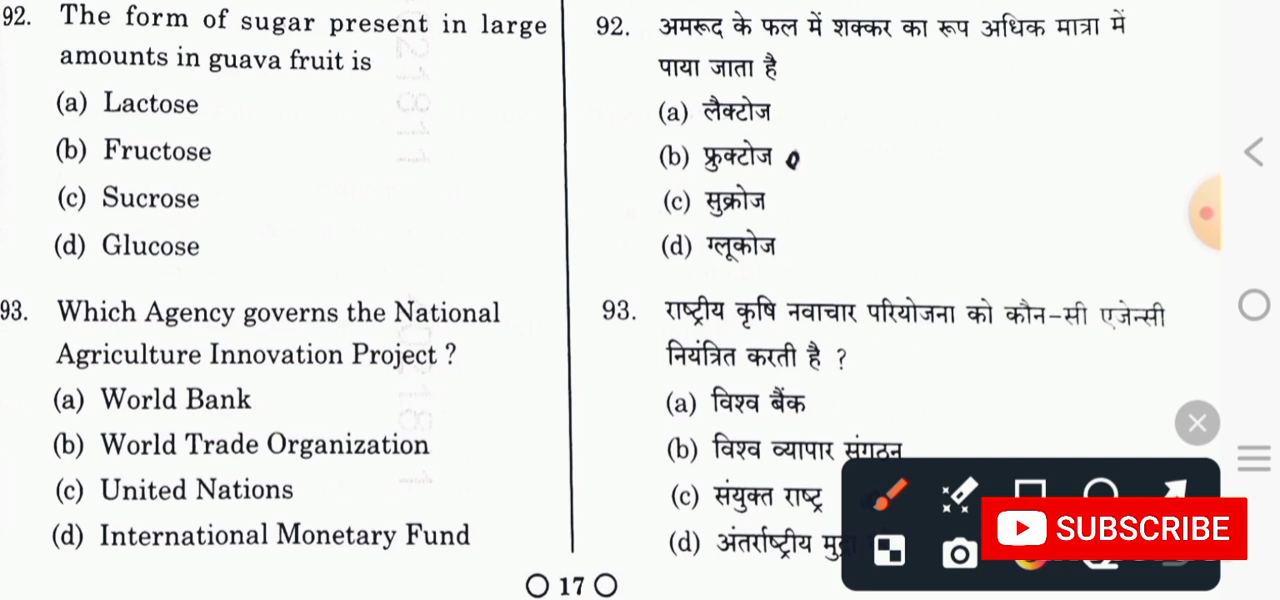 92. The form of sugar present in large
amounts in guava fruit is
(a) Lactose
(b) Fructose
(c) Sucrose
(d) Glucose
93. Which Agency governs the National
Agriculture Innovation Project ?
(a) World Bank
(b) World Trade Organization
(c) United Nations
(d) International Monetary Fund
92. अमरूद के फल में शक्कर का रूप अधिक मात्रा में
पाया जाता है
(a) लैक्टोज
(b) फ्रुक्टोज
(c) सुक्रोज
(d) ग्लूकोज
93. राष्ट्रीय कृषि नवाचार परियोजना को कौन-सी एजेन्सी
नियंत्रित करती है ?
(a) विश्व बैंक
(b) विश्व व्यापार संगठन
(c) संयुक्त राष्ट्र
(d) अंतर्राष्ट्रीय
17
SUBSCRIBE